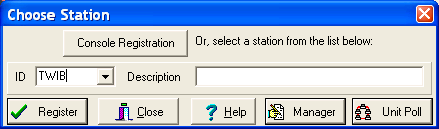 Choose Station
Console Registration Or, select a station from the list below:
ID TWIB Description
Register Close Help Manager Unit Poll